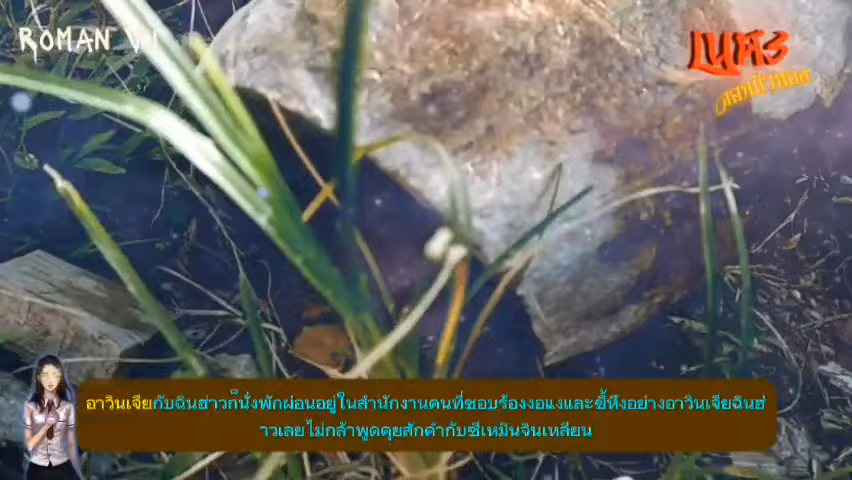 ROMAN VI
อาวินเจียกับฉินฮ่าวก็นั่งพักผ่อนอยู่ในสำนักงานคนที่ชอบร้องงอแงและขี้หึงอย่างอาวินเจียฉินฮ่
าวเลยไม่กล้าพูดคุยสักคำกับซีเหมินจินเหลียน